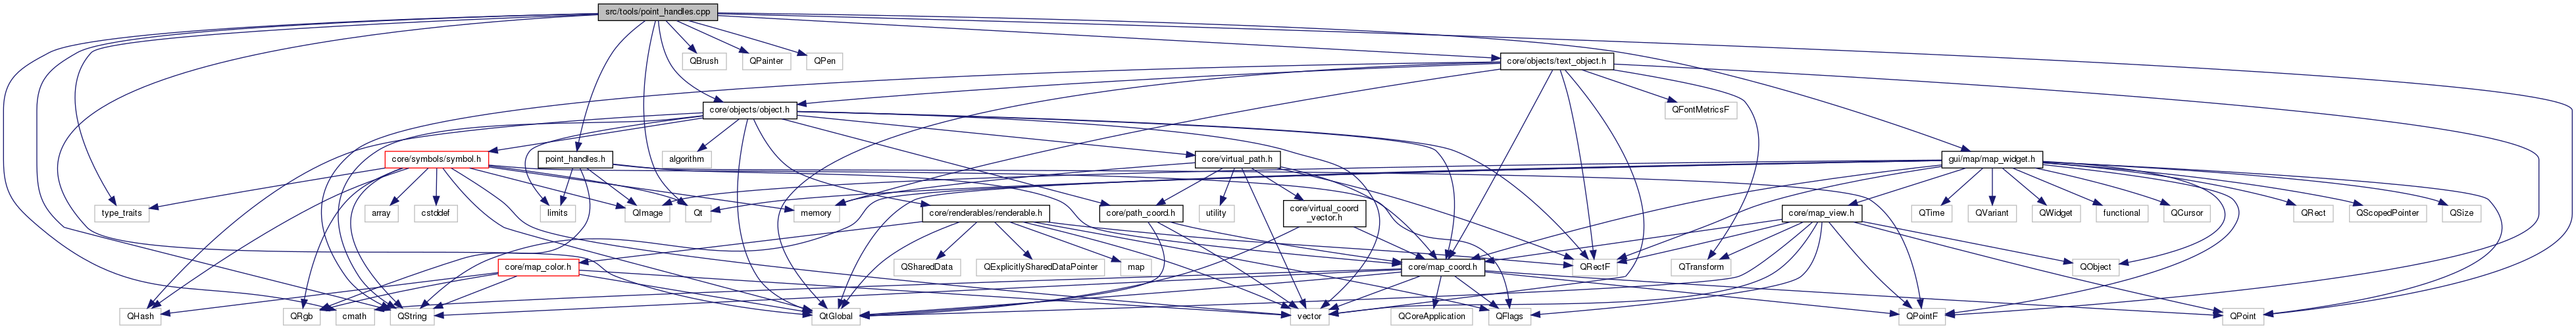 src/tools/point_handles.cpp
QBrush
QPainter
QPen
core/objects/text_object.h
core/objects/object.h
QFontMetricsF
core/symbols/symbol.h
point_handles.h
algorithm
core/virtual_path.h
gui/map/map_widget.h
type_traits
array
cstddef
limits
QImage
Qt
memory
core/renderables/renderable.h
core/path_coord.h
utility
core/virtual_coord
_vector.h
core/map_view.h
QTime
QVariant
QWidget
functional
QCursor
QRect
QScopedPointer
QSize
core/map_color.h
QSharedData
QExplicitlySharedDataPointer
map
core/map_coord.h
QRectF
QTransform
QObject
QHash
QRgb
cmath
QString
QtGlobal
vector
QCoreApplication
QFlags
QPointF
QPoint